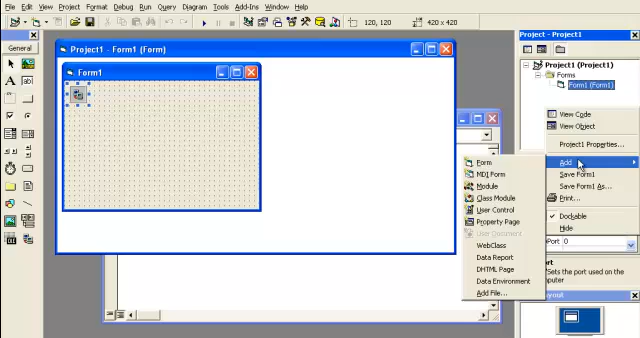 File Edit View Project Format Debug Run Query Diagram Tools Add-Ins Window Help
120, 120
420 x 420
General
A
ab|
Project1 - Form1 (Form)
Form1
Project - Project1
Project1 (Project1)
Forms
Form1 (Form1)
View Code
View Object
Project1 Properties...
Add
Save Form1
Save Form1 As...
Print...
Dockable
Hide
Form
MDI Form
Module
Class Module
User Control
Property Page
User Document
WebClass
Data Report
DHTML Page
Data Environment
Add File...
Port 0
Sets the port used on the